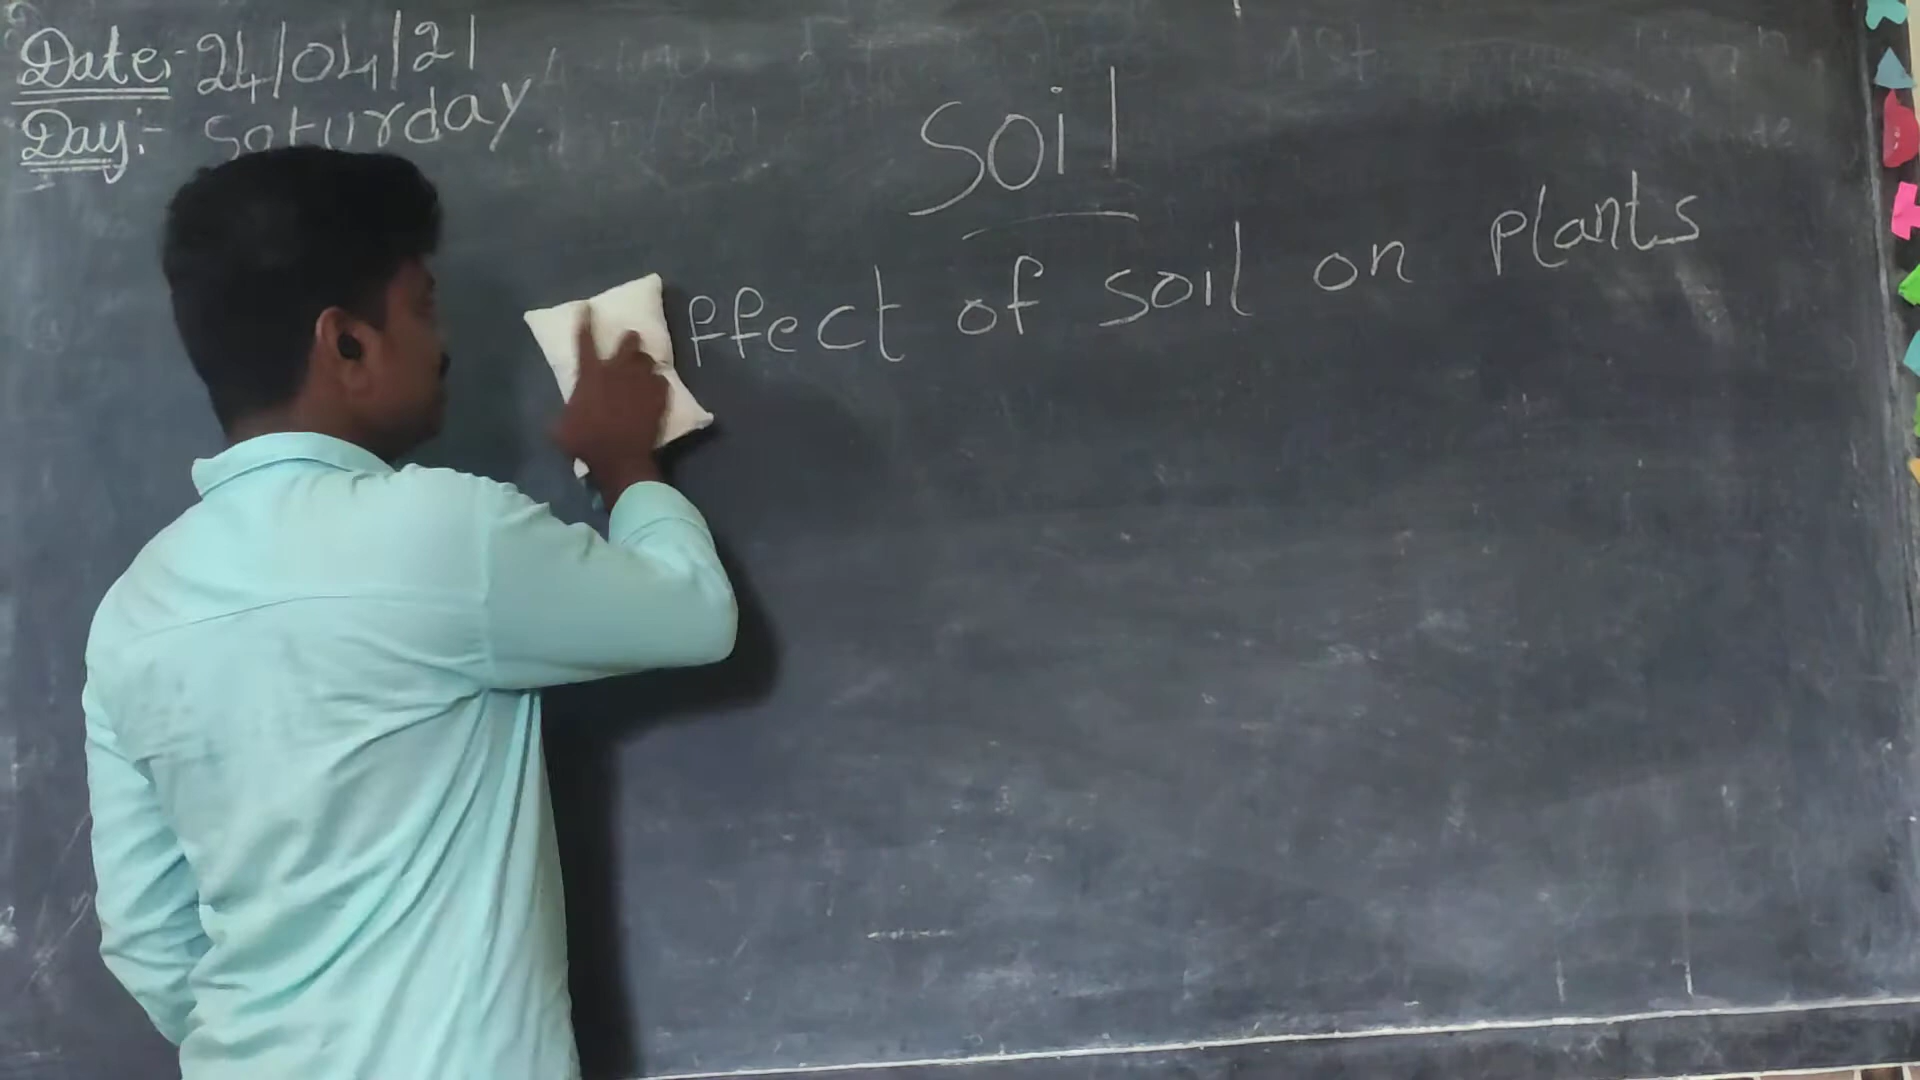 Date:- 24/04/21
Day:- Saturday
Soil
ffect of soil on plants